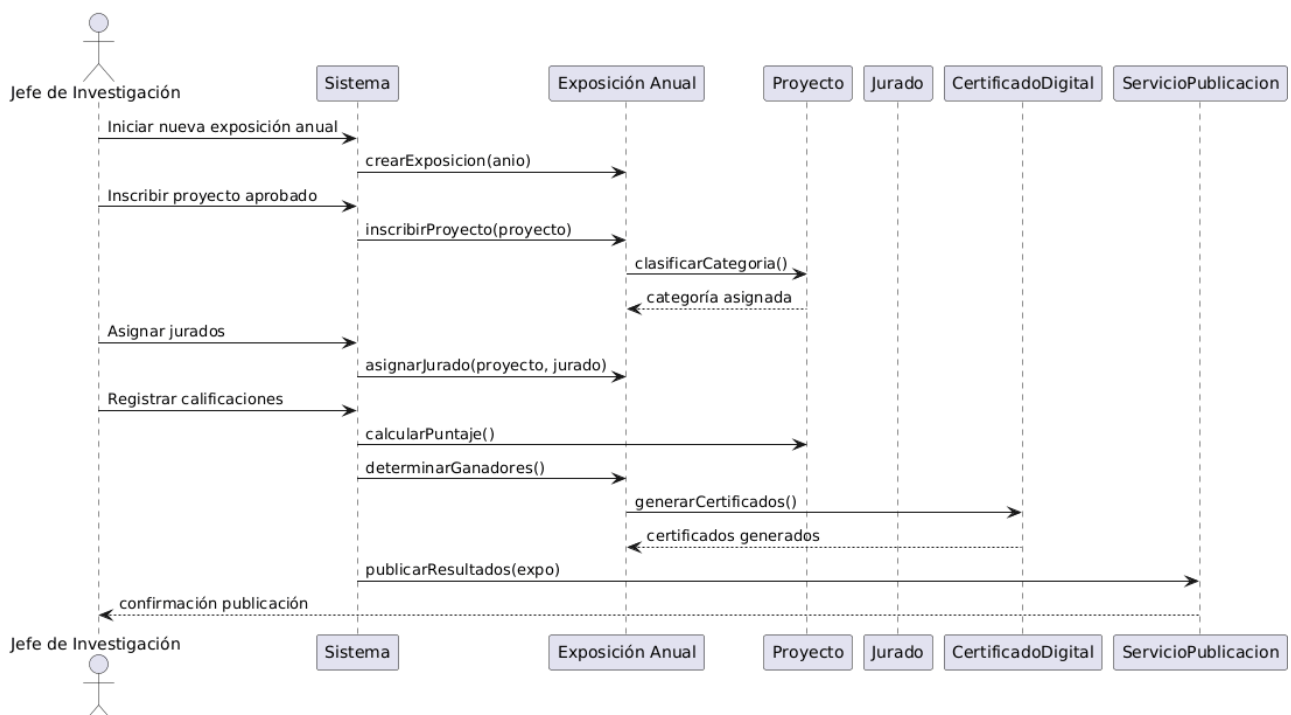 Jefe de Investigación
Sistema
Exposición Anual
Proyecto
Jurado
CertificadoDigital
ServicioPublicacion
Iniciar nueva exposición anual
crearExposicion(anio)
Inscribir proyecto aprobado
inscribirProyecto(proyecto)
clasificarCategoria()
categoría asignada
Asignar jurados
asignarJurado(proyecto, jurado)
Registrar calificaciones
calcularPuntaje()
determinarGanadores()
generarCertificados()
certificados generados
publicarResultados(expo)
confirmación publicación
Jefe de Investigación
Sistema
Exposición Anual
Proyecto
Jurado
CertificadoDigital
ServicioPublicacion